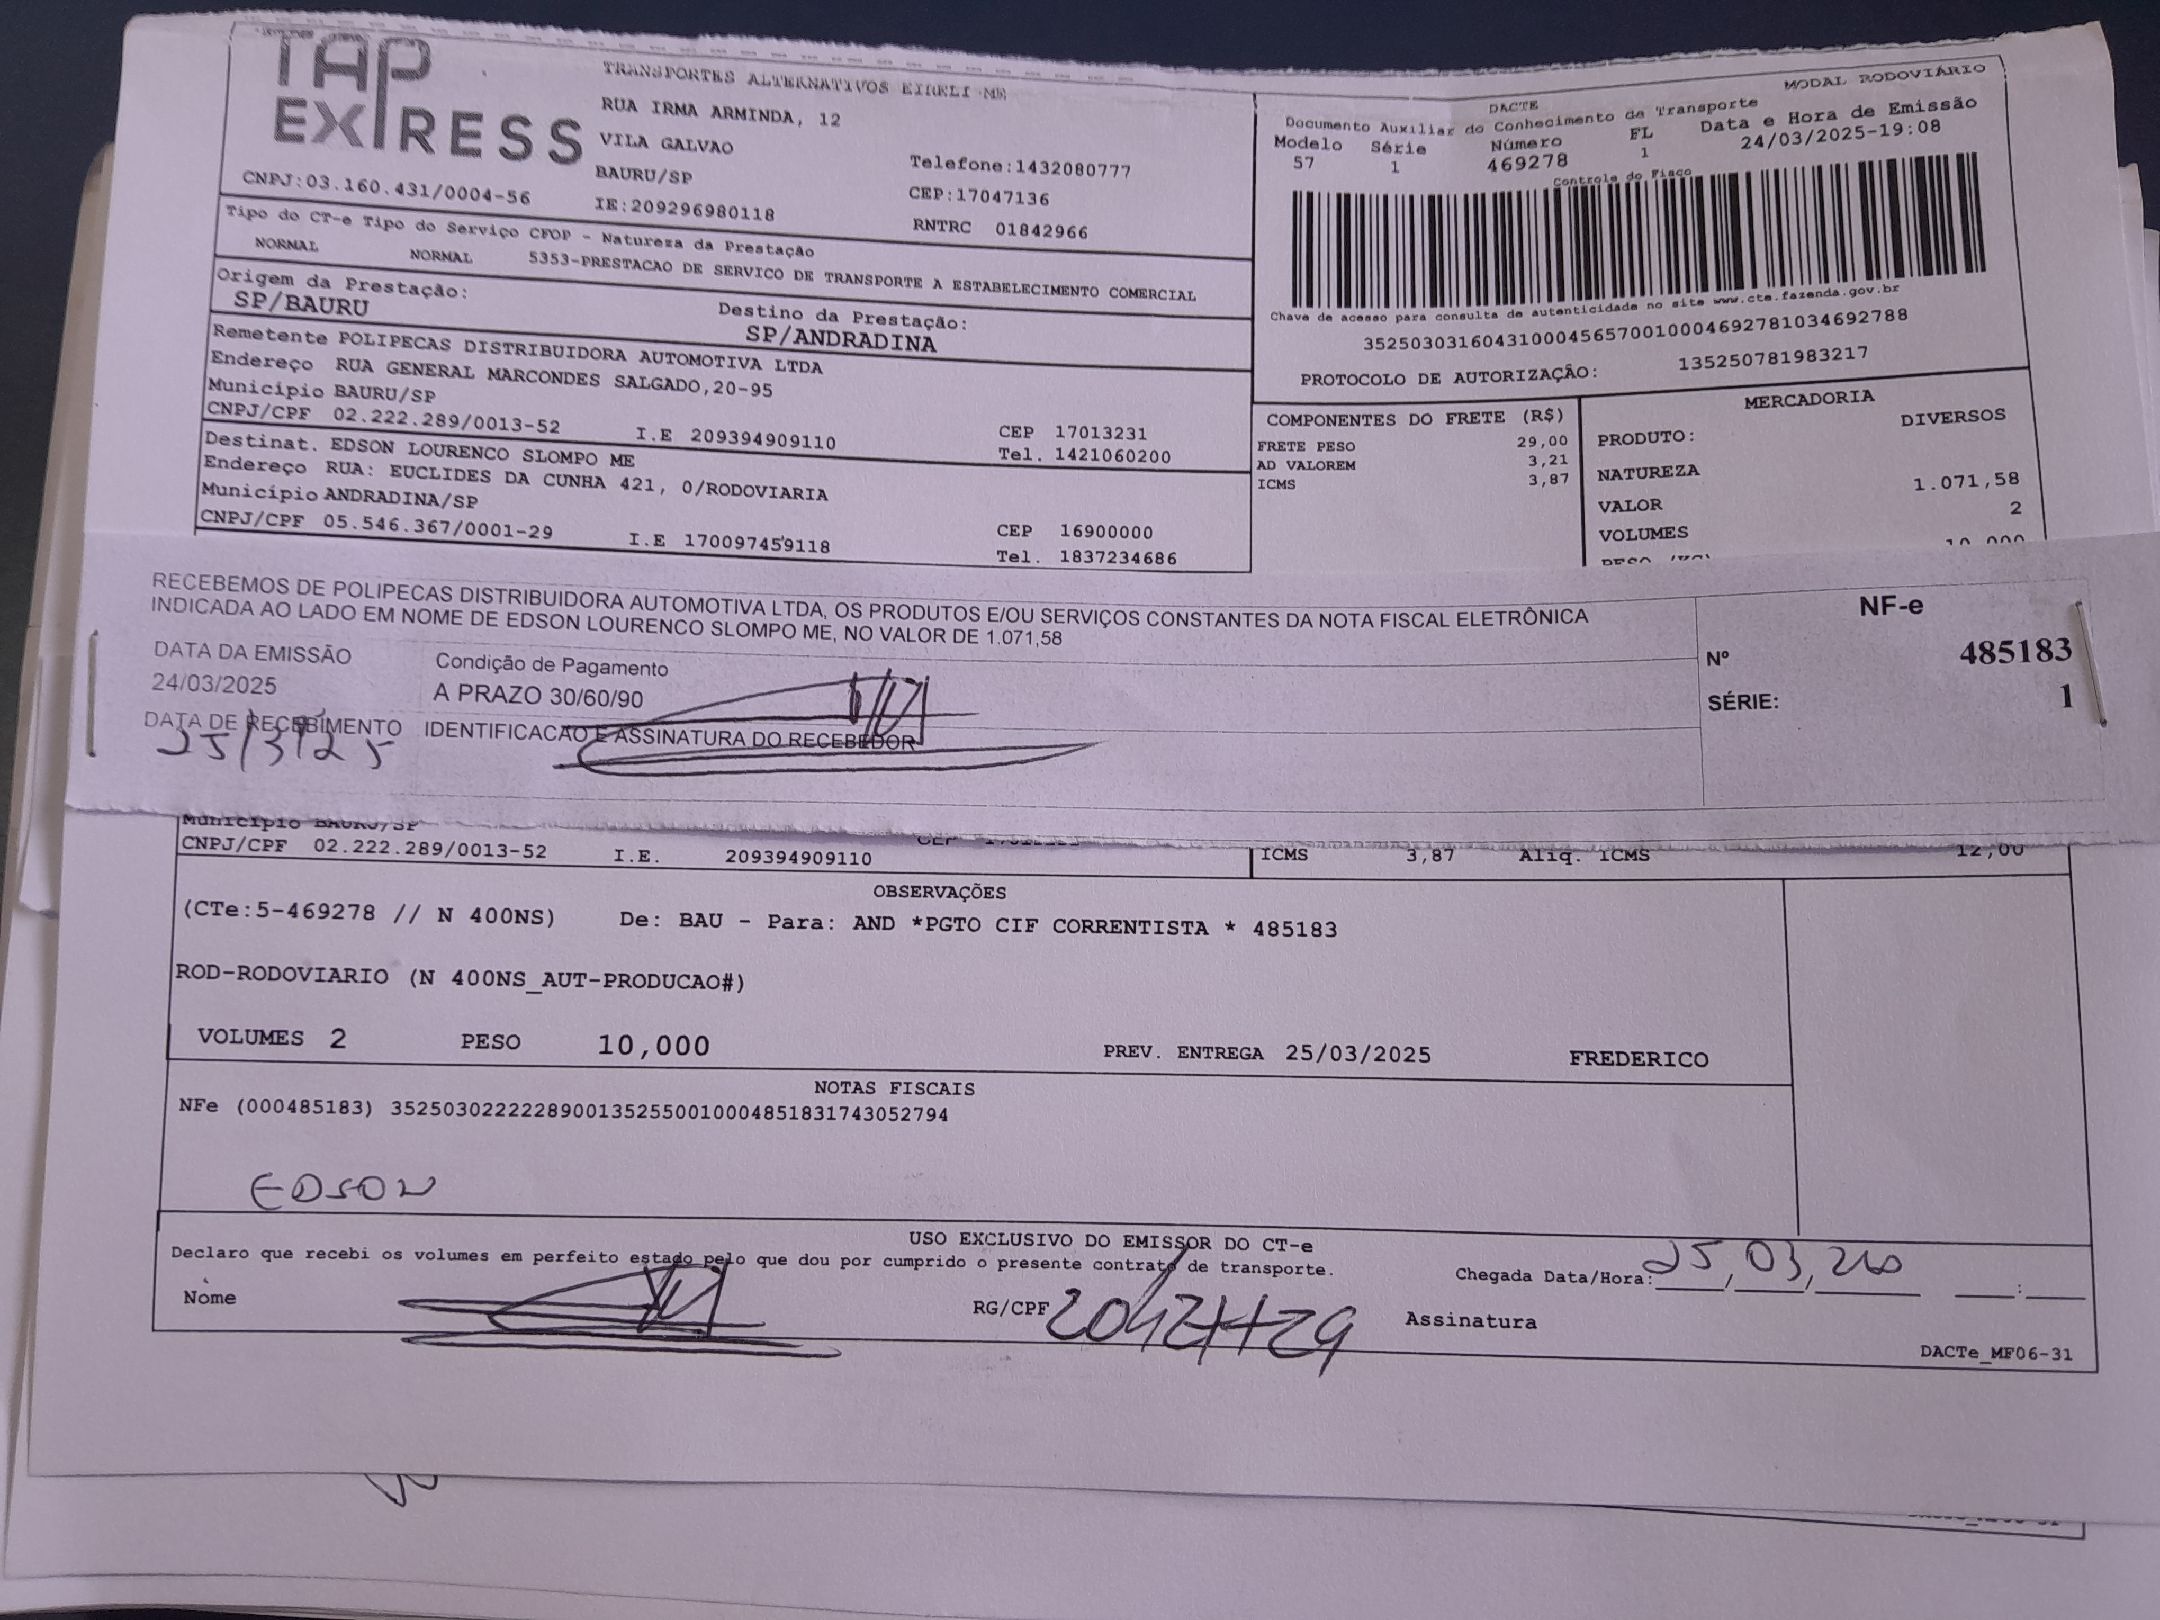 TAP
EXPRESS
CNPJ:03.160.431/0004-56
TRANSPORTES ALTERNATIVOS EIRELI ME
RUA IRMA ARMINDA, 12
VILA GALVAO
BAURU/SP
IE:209296980118
Telefone:1432080777
CEP:17047136
RNTRC 01842966
Tipo do CT-e Tipo do Serviço CFOP - Natureza da Prestação
NORMAL NORMAL 5353-PRESTACAO DE SERVICO DE TRANSPORTE A ESTABELECIMENTO COMERCIAL
Origem da Prestação: Destino da Prestação:
SP/BAURU SP/ANDRADINA
Remetente POLIPECAS DISTRIBUIDORA AUTOMOTIVA LTDA
Endereço RUA GENERAL MARCONDES SALGADO,20-95
Município BAURU/SP CEP 17013231
CNPJ/CPF 02.222.289/0013-52 I.E 209394909110 Tel. 1421060200
Destinat. EDSON LOURENCO SLOMPO ME
Endereço RUA: EUCLIDES DA CUNHA 421, 0/RODOVIARIA
Município ANDRADINA/SP CEP 16900000
CNPJ/CPF 05.546.367/0001-29 I.E 170097459118 Tel. 1837234686
MODAL RODOVIÁRIO
DACTE
Documento Auxiliar do Conhecimento de Transporte
Modelo Série Número FL Data e Hora de Emissão
57 1 469278 1 24/03/2025-19:08
Controle do Fisco
Chave de acesso para consulta de autenticidade no site www.cte.fazenda.gov.br
35250303160431000456570010004692781034692788
PROTOCOLO DE AUTORIZAÇÃO: 135250781983217
COMPONENTES DO FRETE (R$)
FRETE PESO 29,00
AD VALOREM 3,21
ICMS 3,87
MERCADORIA
PRODUTO: DIVERSOS
NATUREZA
VALOR 1.071,58
VOLUMES 2
10,000
RECEBEMOS DE POLIPECAS DISTRIBUIDORA AUTOMOTIVA LTDA, OS PRODUTOS E/OU SERVIÇOS CONSTANTES DA NOTA FISCAL ELETRÔNICA
INDICADA AO LADO EM NOME DE EDSON LOURENCO SLOMPO ME, NO VALOR DE 1.071,58
DATA DA EMISSÃO Condição de Pagamento
24/03/2025 A PRAZO 30/60/90
DATA DE RECEBIMENTO IDENTIFICACAO E ASSINATURA DO RECEBEDOR
25/3/25
NF-e
Nº 485183
SÉRIE: 1
Município BAURU/SP
CNPJ/CPF 02.222.289/0013-52 I.E. 209394909110
ICMS 3,87 Aliq. ICMS 12,00
OBSERVAÇÕES
(CTe:5-469278 // N 400NS) De: BAU - Para: AND *PGTO CIF CORRENTISTA * 485183
ROD-RODOVIARIO (N 400NS_AUT-PRODUCAO#)
VOLUMES 2 PESO 10,000 PREV. ENTREGA 25/03/2025 FREDERICO
NOTAS FISCAIS
NFe (000485183) 35250302222289001352550010004851831743052794
EDSON
USO EXCLUSIVO DO EMISSOR DO CT-e
Declaro que recebi os volumes em perfeito estado pelo que dou por cumprido o presente contrato de transporte.
Chegada Data/Hora: 25,03, :
Nome RG/CPF Assinatura
DACTe_MF06-31